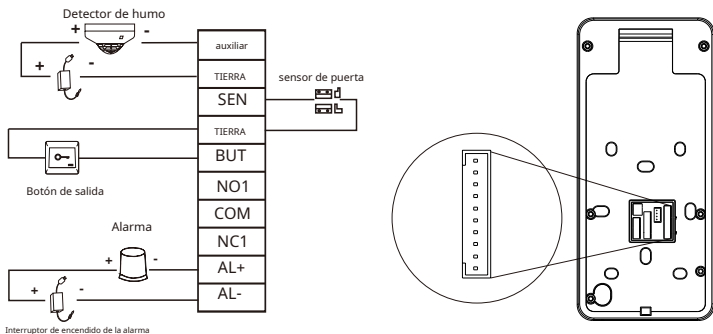 Detector de humo
+ -
auxiliar
+ -
TIERRA
sensor de puerta
SEN
TIERRA
BUT
Botón de salida
NO1
COM
Alarma
NC1
+ -
AL+
+ -
AL-
Interruptor de encendido de la alarma